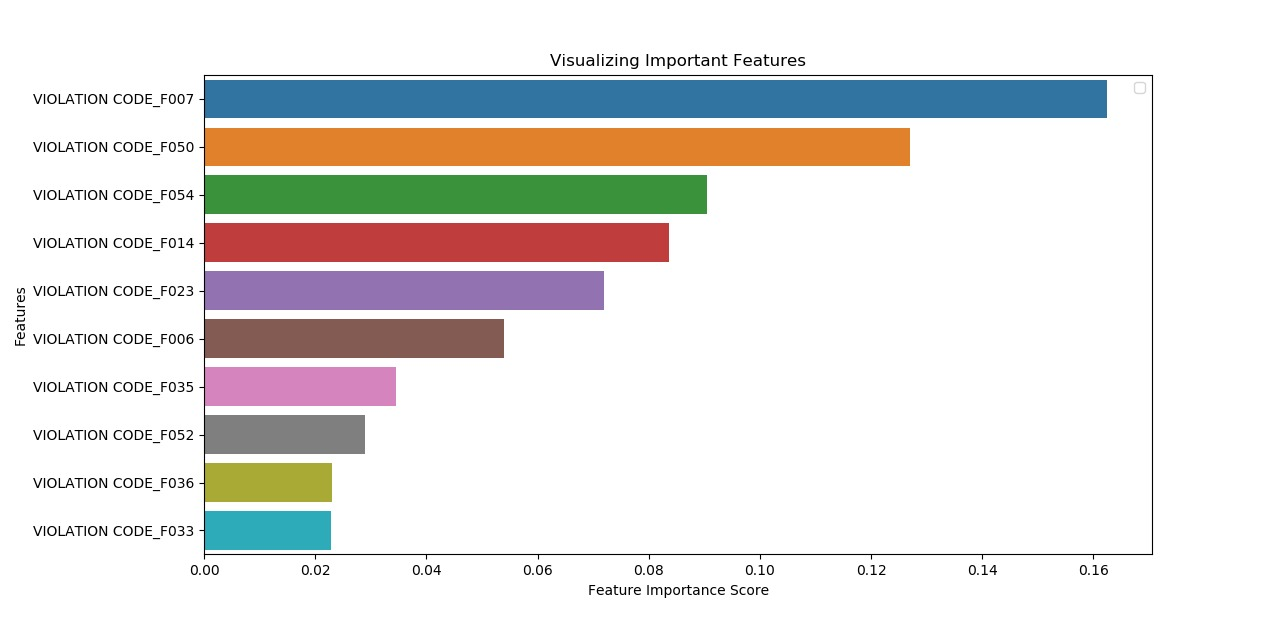 Visualizing Important Features
VIOLATION CODE_F007
VIOLATION CODE_F050
VIOLATION CODE_F054
VIOLATION CODE_F014
VIOLATION CODE_F023
VIOLATION CODE_F006
VIOLATION CODE_F035
VIOLATION CODE_F052
VIOLATION CODE_F036
VIOLATION CODE_F033
Features
0.00 0.02 0.04 0.06 0.08 0.10 0.12 0.14 0.16
Feature Importance Score